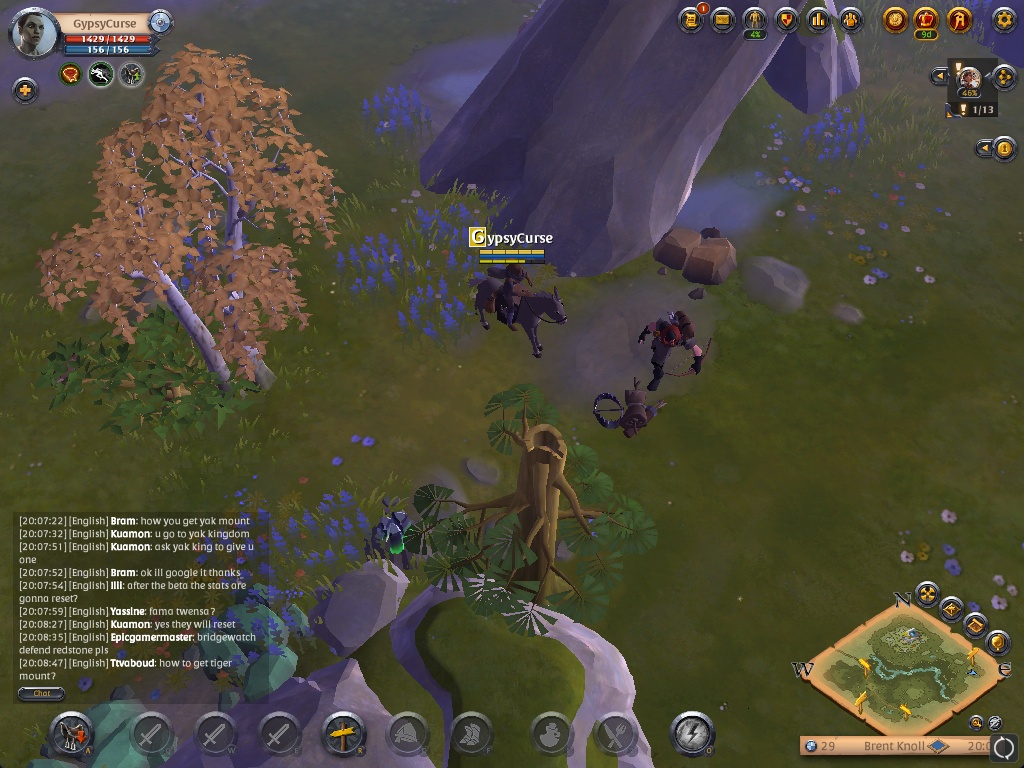 GypsyCurse
1429 / 1429
156 / 156
1
4%
9d
46%
1/13
GypsyCurse
[20:07:22] [English] Bram: how you get yak mount
[20:07:32] [English] Kuamon: u go to yak kingdom
[20:07:51] [English] Kuamon: ask yak king to give u
one
[20:07:52] [English] Bram: ok ill google it thanks
[20:07:54] [English] Illl: after the beta the stats are
gonna reset?
[20:07:59] [English] Yassine: fama twensa?
[20:08:27] [English] Kuamon: yes they will reset
[20:08:35] [English] Epicgamermaster: bridgewatch
defend redstone pls
[20:08:47] [English] Ttvaboud: how to get tiger
mount?
Chat
N
W
E
A
Q
W
E
R
F
29
Brent Knoll